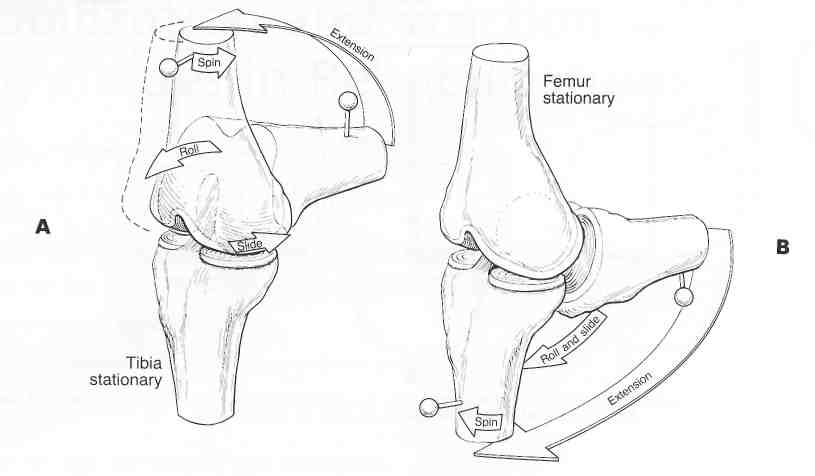 A
Extension
Spin
Roll
Slide
Tibia
stationary
Femur
stationary
B
Roll and slide
Extension
Spin